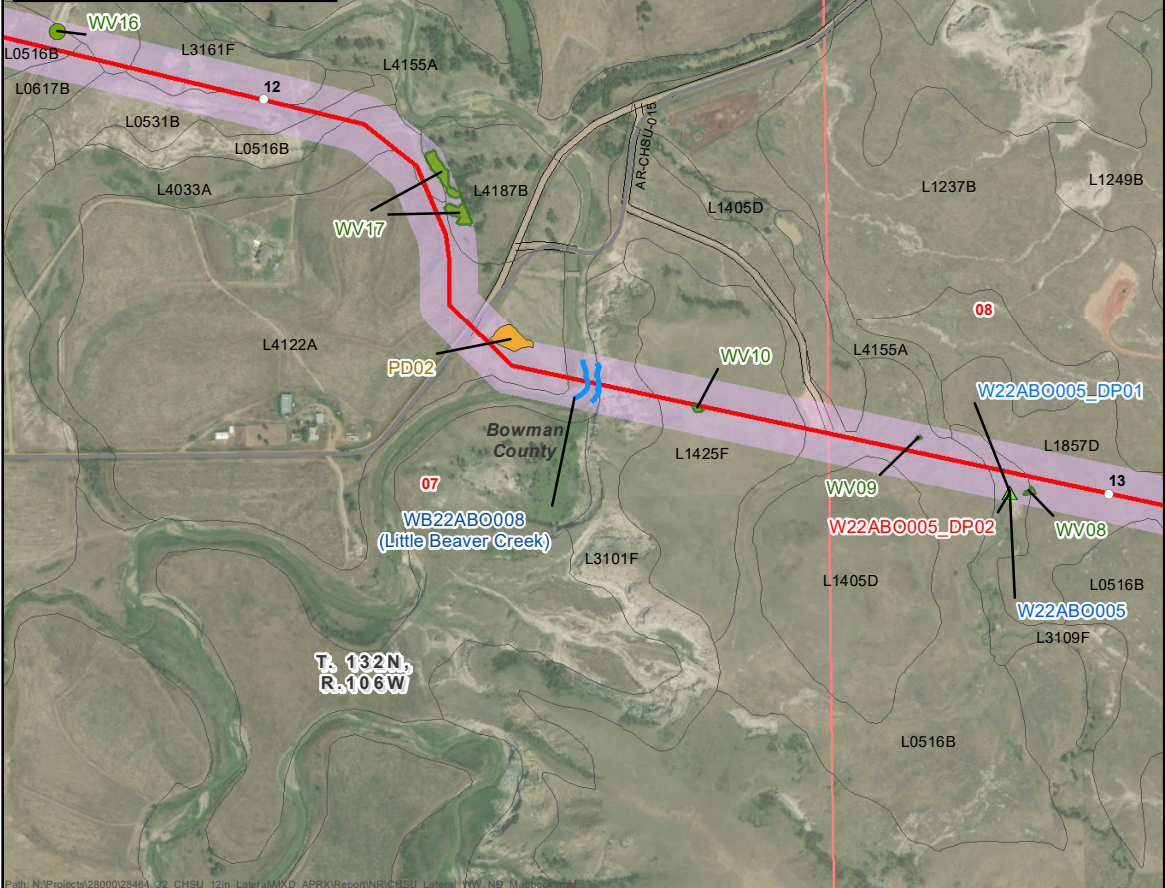 WV16
L0516B
L3161F
L4155A
L0617B
12
L0531B
L0516B
AR-CHSU-015
L4033A
L4187B
L1237B
L1249B
L1405D
WV17
08
L4122A
PD02
WV10
L4155A
W22ABO005_DP01
Bowman
County
L1857D
L1425F
07
WV09
13
WB22ABO008
(Little Beaver Creek)
W22ABO005_DP02
WV08
L3101F
L1405D
L0516B
W22ABO005
L3109F
T. 132N,
R.106W
L0516B